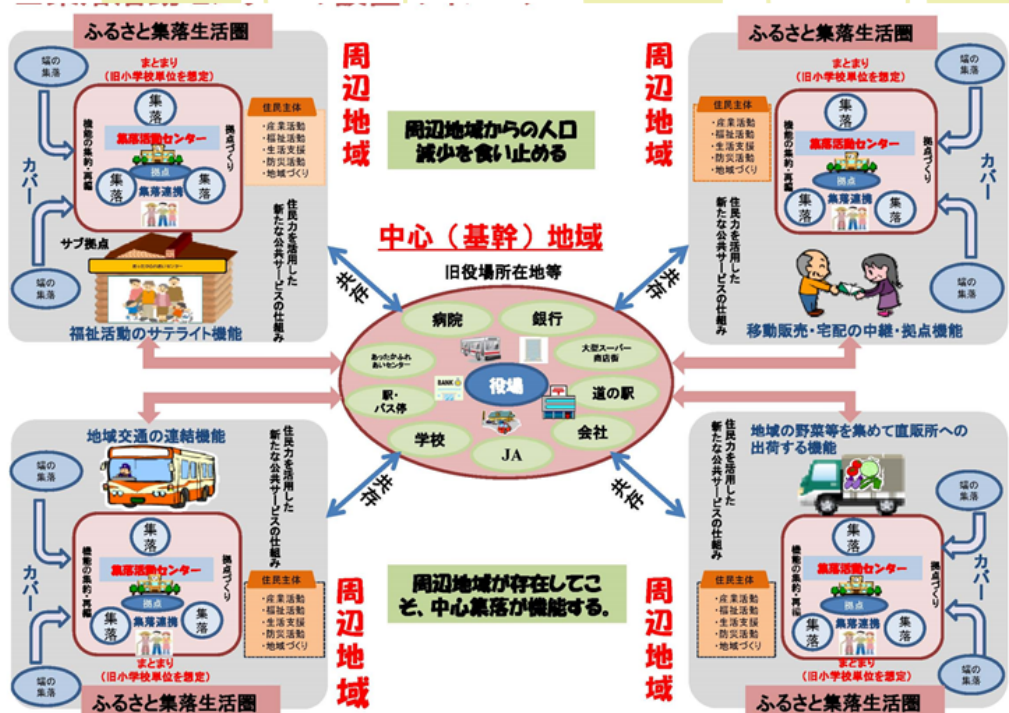 ふるさと集落生活圏
端の
集落
まとまり
(旧小学校単位を想定)
集落
集落活動センター
機能の集約・再編
拠点づくり
拠点
集落
集落
集落連携
カバー
端の
集落
住民主体
・産業活動
・福祉活動
・生活支援
・防災活動
・地域づくり
サブ拠点
福祉活動のサテライト機能
住民力を活用した
新たな公共サービスの仕組み
周辺地域
共存
周辺地域からの人口
減少を食い止める
ふるさと集落生活圏
周辺地域
まとまり
(旧小学校単位を想定)
端の
集落
住民主体
・産業活動
・福祉活動
・生活支援
・防災活動
・地域づくり
集落
集落活動センター
機能の集約・再編
拠点づくり
拠点
集落
集落
集落連携
カバー
端の
集落
住民力を活用した
新たな公共サービスの仕組み
移動販売・宅配の中継・拠点機能
共存
中心(基幹)地域
旧役場所在地等
病院
銀行
あったかふれ
あいセンター
大型スーパー
商店街
役場
駅・
バス停
BANK
道の駅
学校
会社
JA
地域交通の連結機能
住民力を活用した
新たな公共サービスの仕組み
共存
端の
集落
集落
集落活動センター
機能の集約・再編
拠点づくり
拠点
集落
集落
集落連携
カバー
端の
集落
まとまり
(旧小学校単位を想定)
住民主体
・産業活動
・福祉活動
・生活支援
・防災活動
・地域づくり
周辺地域
ふるさと集落生活圏
周辺地域が存在してこ
そ、中心集落が機能する。
共存
地域の野菜等を集めて直販所への
出荷する機能
住民力を活用した
新たな公共サービスの仕組み
周辺地域
住民主体
・産業活動
・福祉活動
・生活支援
・防災活動
・地域づくり
端の
集落
集落
集落活動センター
機能の集約・再編
拠点づくり
拠点
集落
集落
集落連携
カバー
端の
集落
まとまり
(旧小学校単位を想定)
ふるさと集落生活圏